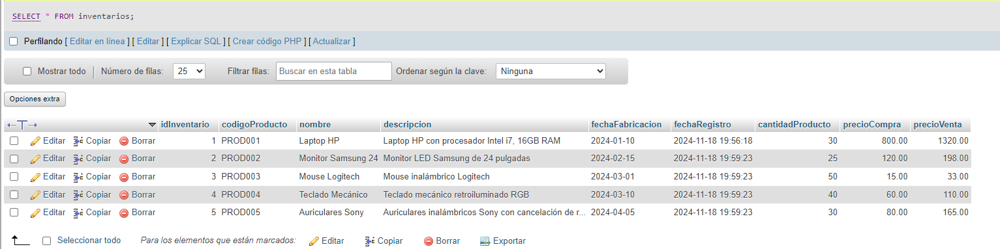 SELECT * FROM inventarios;
Perfilando [ Editar en línea ] [ Editar ] [ Explicar SQL ] [ Crear código PHP ] [ Actualizar ]
Mostrar todo Número de filas: 25 Filtrar filas: Buscar en esta tabla Ordenar según la clave: Ninguna
Opciones extra
idInventario codigoProducto nombre descripcion fechaFabricacion fechaRegistro cantidadProducto precioCompra precioVenta
Editar Copiar Borrar 1 PROD001 Laptop HP Laptop HP con procesador Intel i7, 16GB RAM 2024-01-10 2024-11-18 19:56:18 30 800.00 1320.00
Editar Copiar Borrar 2 PROD002 Monitor Samsung 24 Monitor LED Samsung de 24 pulgadas 2024-02-15 2024-11-18 19:59:23 25 120.00 198.00
Editar Copiar Borrar 3 PROD003 Mouse Logitech Mouse inalámbrico Logitech 2024-03-01 2024-11-18 19:59:23 50 15.00 33.00
Editar Copiar Borrar 4 PROD004 Teclado Mecánico Teclado mecánico retroiluminado RGB 2024-03-10 2024-11-18 19:59:23 40 60.00 110.00
Editar Copiar Borrar 5 PROD005 Auriculares Sony Auriculares inalámbricos Sony con cancelación de r... 2024-04-05 2024-11-18 19:59:23 30 80.00 165.00
Seleccionar todo Para los elementos que están marcados: Editar Copiar Borrar Exportar